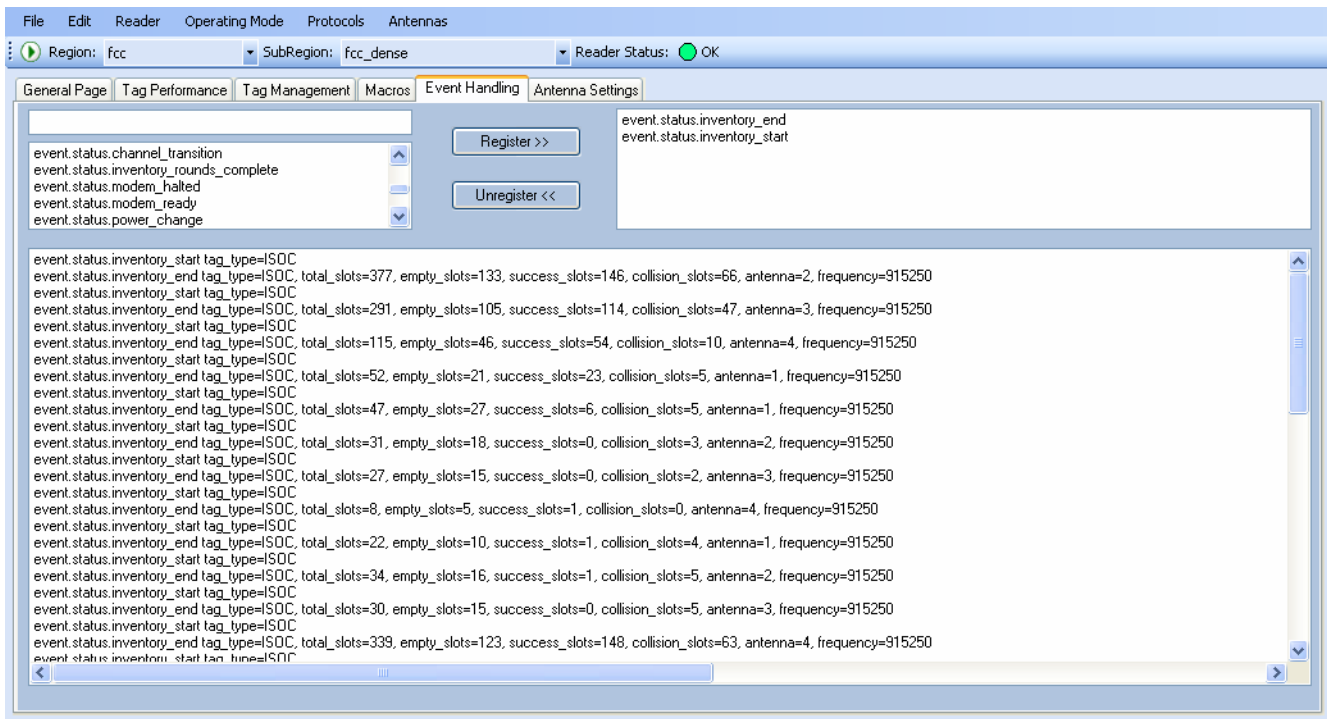 File Edit Reader Operating Mode Protocols Antennas
Region: fcc SubRegion: fcc_dense Reader Status: OK
General Page Tag Performance Tag Management Macros Event Handling Antenna Settings
event.status.channel_transition
event.status.inventory_rounds_complete
event.status.modem_halted
event.status.modem_ready
event.status.power_change
Register >>
Unregister <<
event.status.inventory_end
event.status.inventory_start
event.status.inventory_start tag_type=ISOC
event.status.inventory_end tag_type=ISOC, total_slots=377, empty_slots=133, success_slots=146, collision_slots=66, antenna=2, frequency=915250
event.status.inventory_start tag_type=ISOC
event.status.inventory_end tag_type=ISOC, total_slots=291, empty_slots=105, success_slots=114, collision_slots=47, antenna=3, frequency=915250
event.status.inventory_start tag_type=ISOC
event.status.inventory_end tag_type=ISOC, total_slots=115, empty_slots=46, success_slots=54, collision_slots=10, antenna=4, frequency=915250
event.status.inventory_start tag_type=ISOC
event.status.inventory_end tag_type=ISOC, total_slots=52, empty_slots=21, success_slots=23, collision_slots=5, antenna=1, frequency=915250
event.status.inventory_start tag_type=ISOC
event.status.inventory_end tag_type=ISOC, total_slots=47, empty_slots=27, success_slots=6, collision_slots=5, antenna=1, frequency=915250
event.status.inventory_start tag_type=ISOC
event.status.inventory_end tag_type=ISOC, total_slots=31, empty_slots=18, success_slots=0, collision_slots=3, antenna=2, frequency=915250
event.status.inventory_start tag_type=ISOC
event.status.inventory_end tag_type=ISOC, total_slots=27, empty_slots=15, success_slots=0, collision_slots=2, antenna=3, frequency=915250
event.status.inventory_start tag_type=ISOC
event.status.inventory_end tag_type=ISOC, total_slots=8, empty_slots=5, success_slots=1, collision_slots=0, antenna=4, frequency=915250
event.status.inventory_start tag_type=ISOC
event.status.inventory_end tag_type=ISOC, total_slots=22, empty_slots=10, success_slots=1, collision_slots=4, antenna=1, frequency=915250
event.status.inventory_start tag_type=ISOC
event.status.inventory_end tag_type=ISOC, total_slots=34, empty_slots=16, success_slots=1, collision_slots=5, antenna=2, frequency=915250
event.status.inventory_start tag_type=ISOC
event.status.inventory_end tag_type=ISOC, total_slots=30, empty_slots=15, success_slots=0, collision_slots=5, antenna=3, frequency=915250
event.status.inventory_start tag_type=ISOC
event.status.inventory_end tag_type=ISOC, total_slots=339, empty_slots=123, success_slots=148, collision_slots=63, antenna=4, frequency=915250
event.status.inventory_start tag_type=ISOC